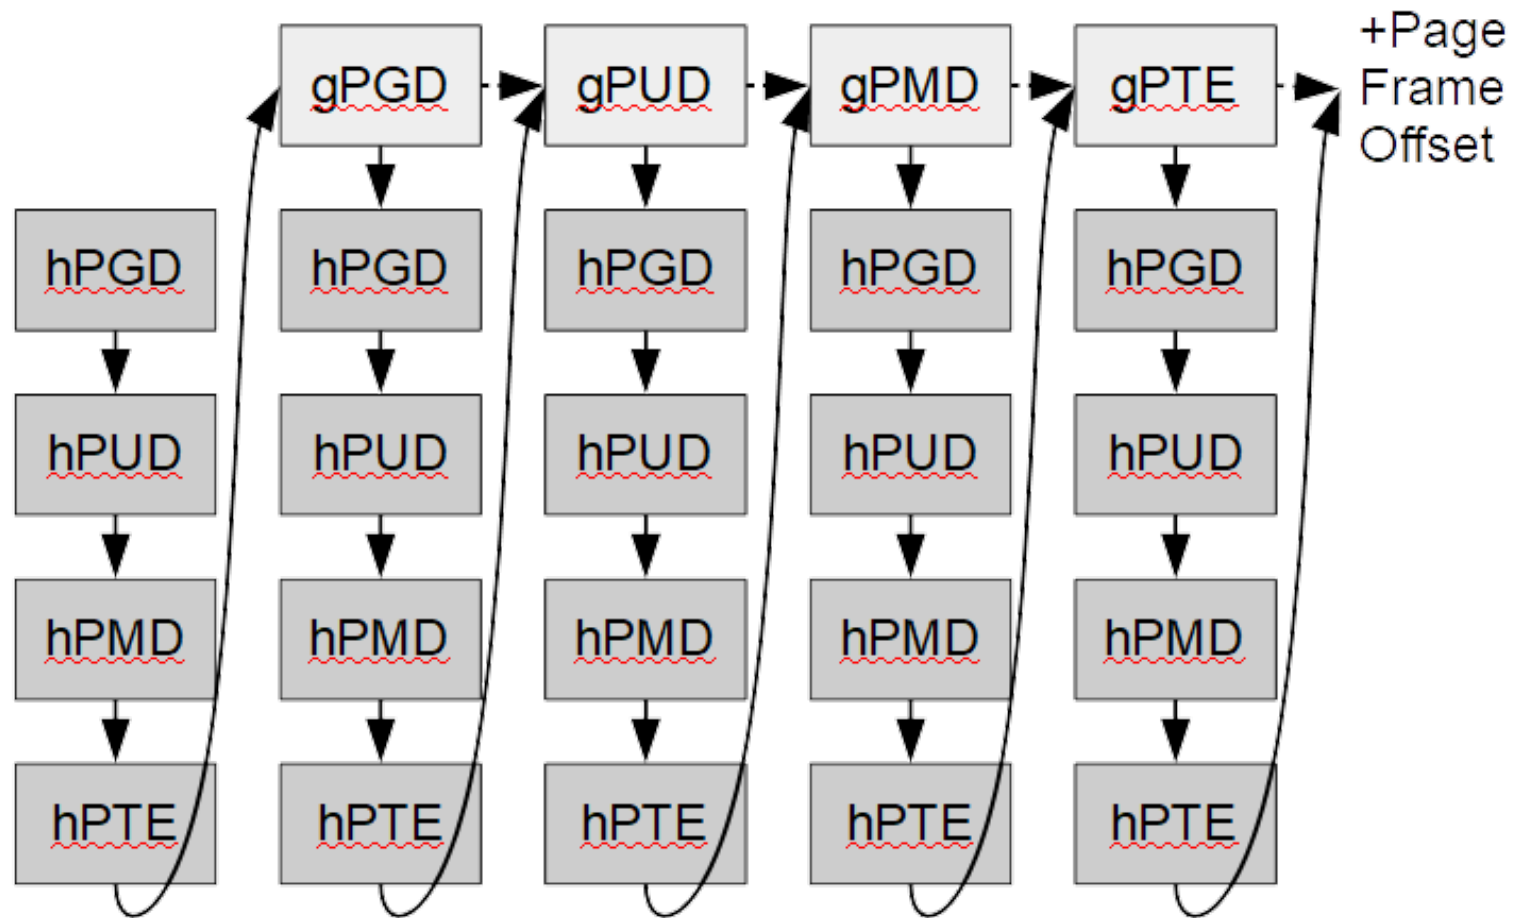 gPGD gPUD gPMD gPTE +Page
Frame
Offset
hPGD hPGD hPGD hPGD hPGD
hPUD hPUD hPUD hPUD hPUD
hPMD hPMD hPMD hPMD hPMD
hPTE hPTE hPTE hPTE hPTE